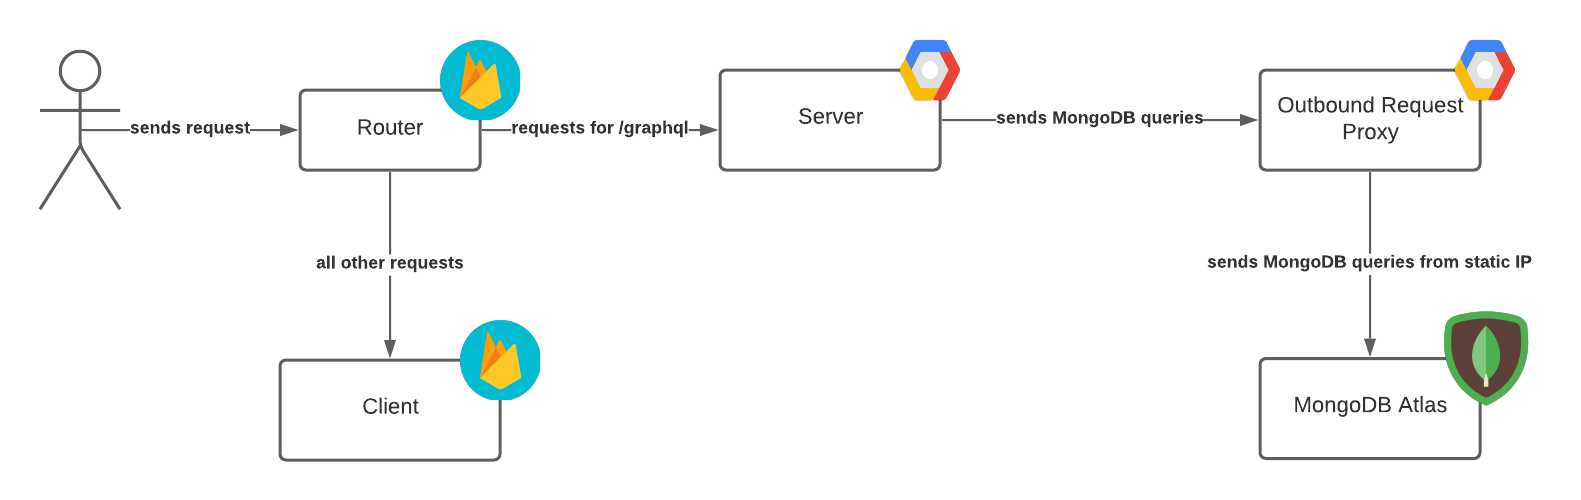 sends request
Router
requests for /graphql
Server
sends MongoDB queries
Outbound Request
Proxy
all other requests
sends MongoDB queries from static IP
Client
MongoDB Atlas